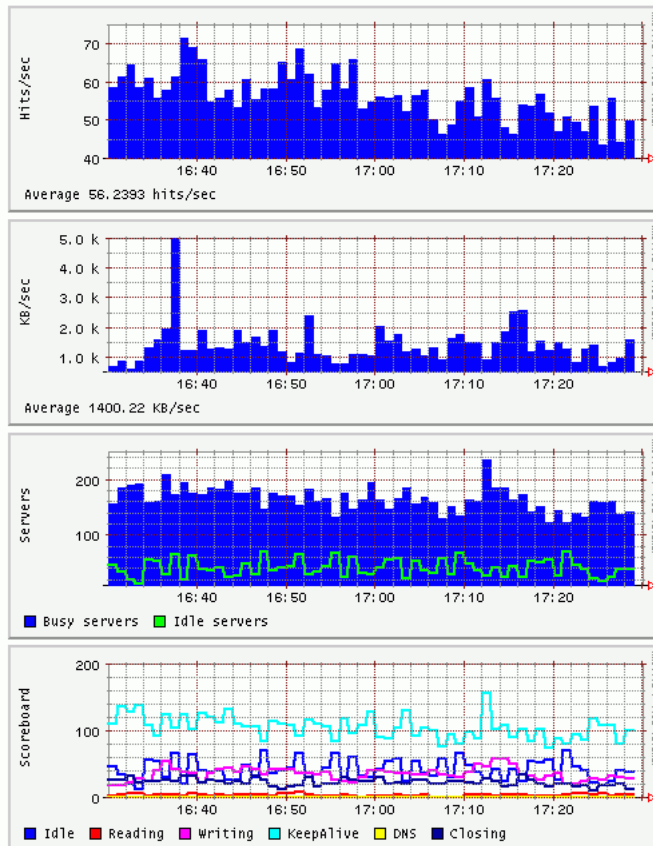 Hits/sec
70
60
50
40
16:40 16:50 17:00 17:10 17:20
Average 56.2393 hits/sec
KB/sec
5.0 k
4.0 k
3.0 k
2.0 k
1.0 k
16:40 16:50 17:00 17:10 17:20
Average 1400.22 KB/sec
Servers
200
100
16:40 16:50 17:00 17:10 17:20
Busy servers Idle servers
Scoreboard
200
100
0
16:40 16:50 17:00 17:10 17:20
Idle Reading Writing KeepAlive DNS Closing